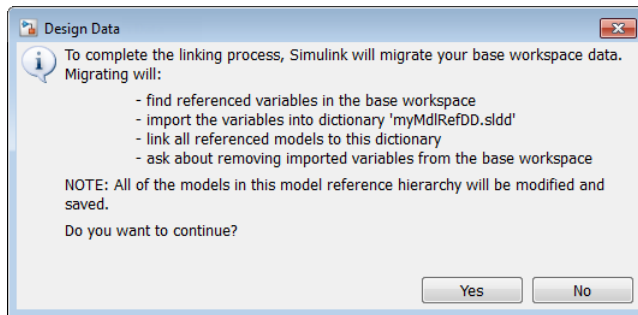 Design Data
To complete the linking process, Simulink will migrate your base workspace data.
Migrating will:
- find referenced variables in the base workspace
- import the variables into dictionary 'myMdlRefDD.sldd'
- link all referenced models to this dictionary
- ask about removing imported variables from the base workspace
NOTE: All of the models in this model reference hierarchy will be modified and
saved.
Do you want to continue?
Yes No